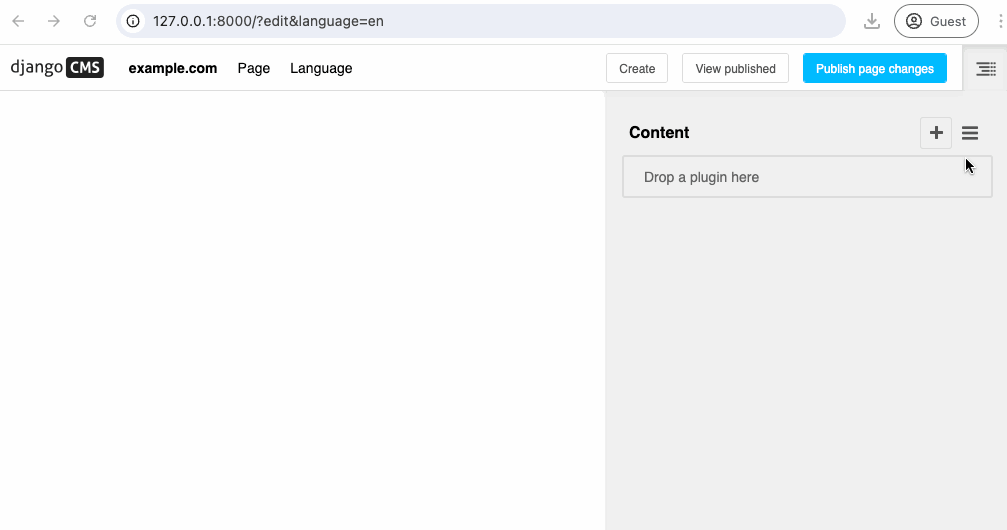 127.0.0.1:8000/?edit&language=en Guest
django CMS example.com Page Language Create View published Publish page changes
Content
Drop a plugin here